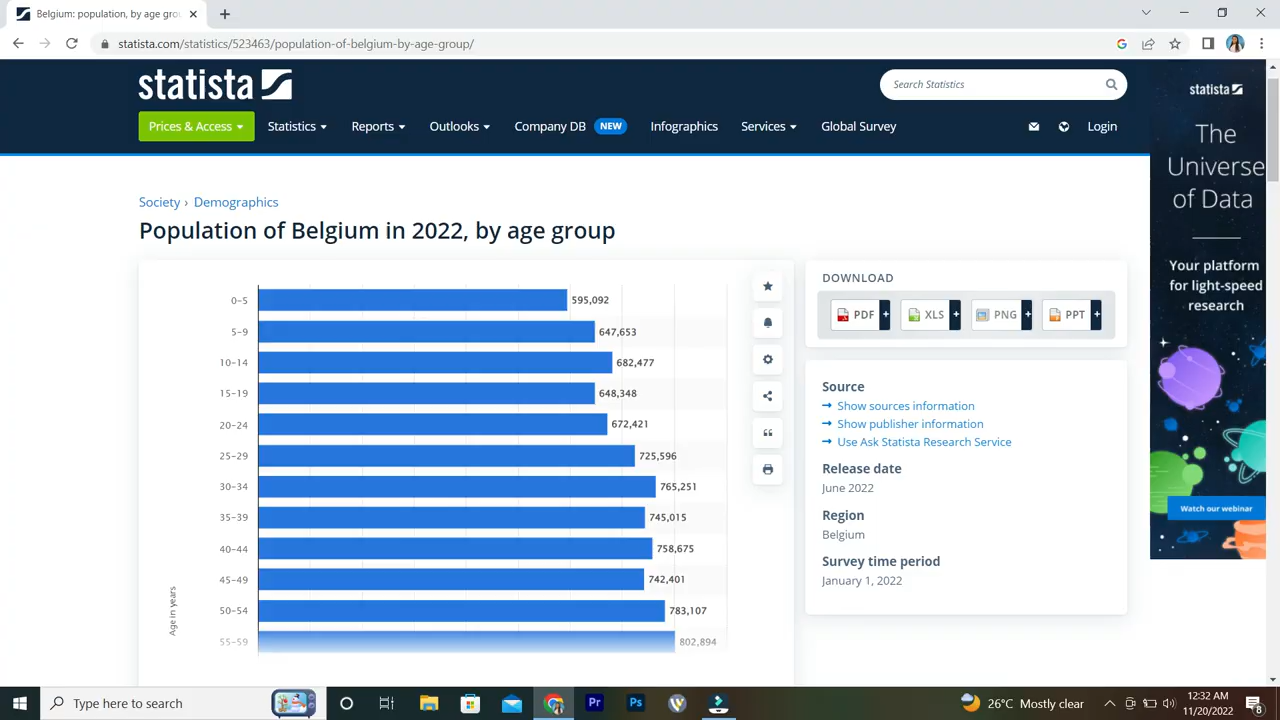 Belgium: population, by age grou
statista.com/statistics/523463/population-of-belgium-by-age-group/
statista
Search Statistics
Prices & Access
Statistics
Reports
Outlooks
Company DB NEW
Infographics
Services
Global Survey
Login
Society › Demographics
Population of Belgium in 2022, by age group
0-5 595,092
5-9 647,653
10-14 682,477
15-19 648,348
20-24 672,421
25-29 725,596
30-34 765,251
35-39 745,015
40-44 758,675
45-49 742,401
50-54 783,107
55-59 802,894
Age in years
DOWNLOAD
PDF + XLS + PNG + PPT +
Source
→ Show sources information
→ Show publisher information
→ Use Ask Statista Research Service
Release date
June 2022
Region
Belgium
Survey time period
January 1, 2022
statista
The
Universe
of Data
Your platform
for light-speed
research
Watch our webinar
Type here to search
Pr
Ps
26°C Mostly clear
12:32 AM
11/20/2022
8